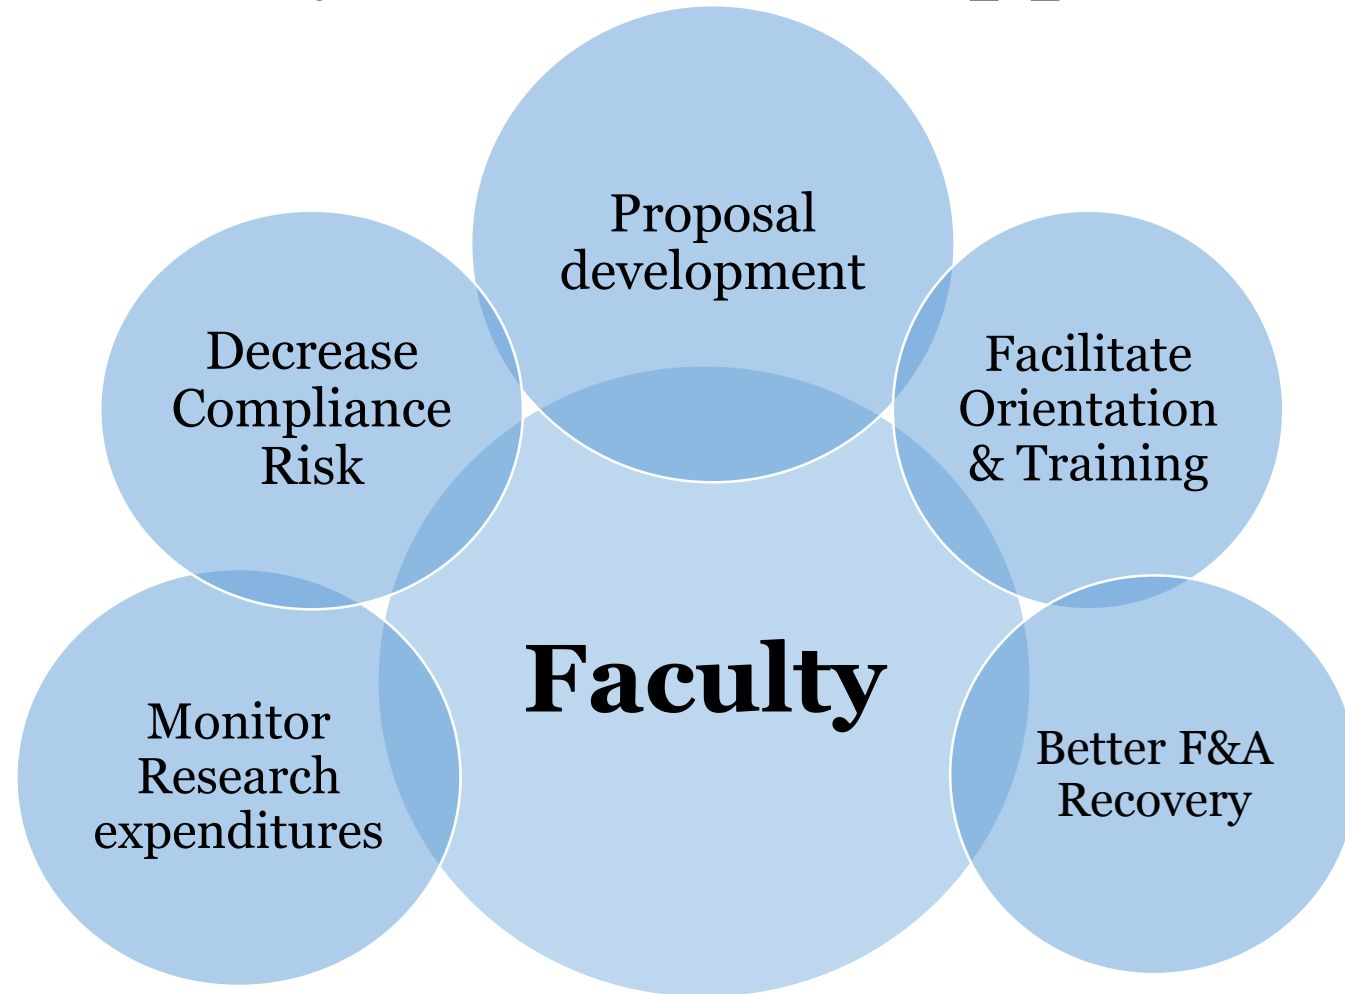 Proposal
development
Decrease
Compliance
Risk
Facilitate
Orientation
& Training
Faculty
Monitor
Research
expenditures
Better F&A
Recovery